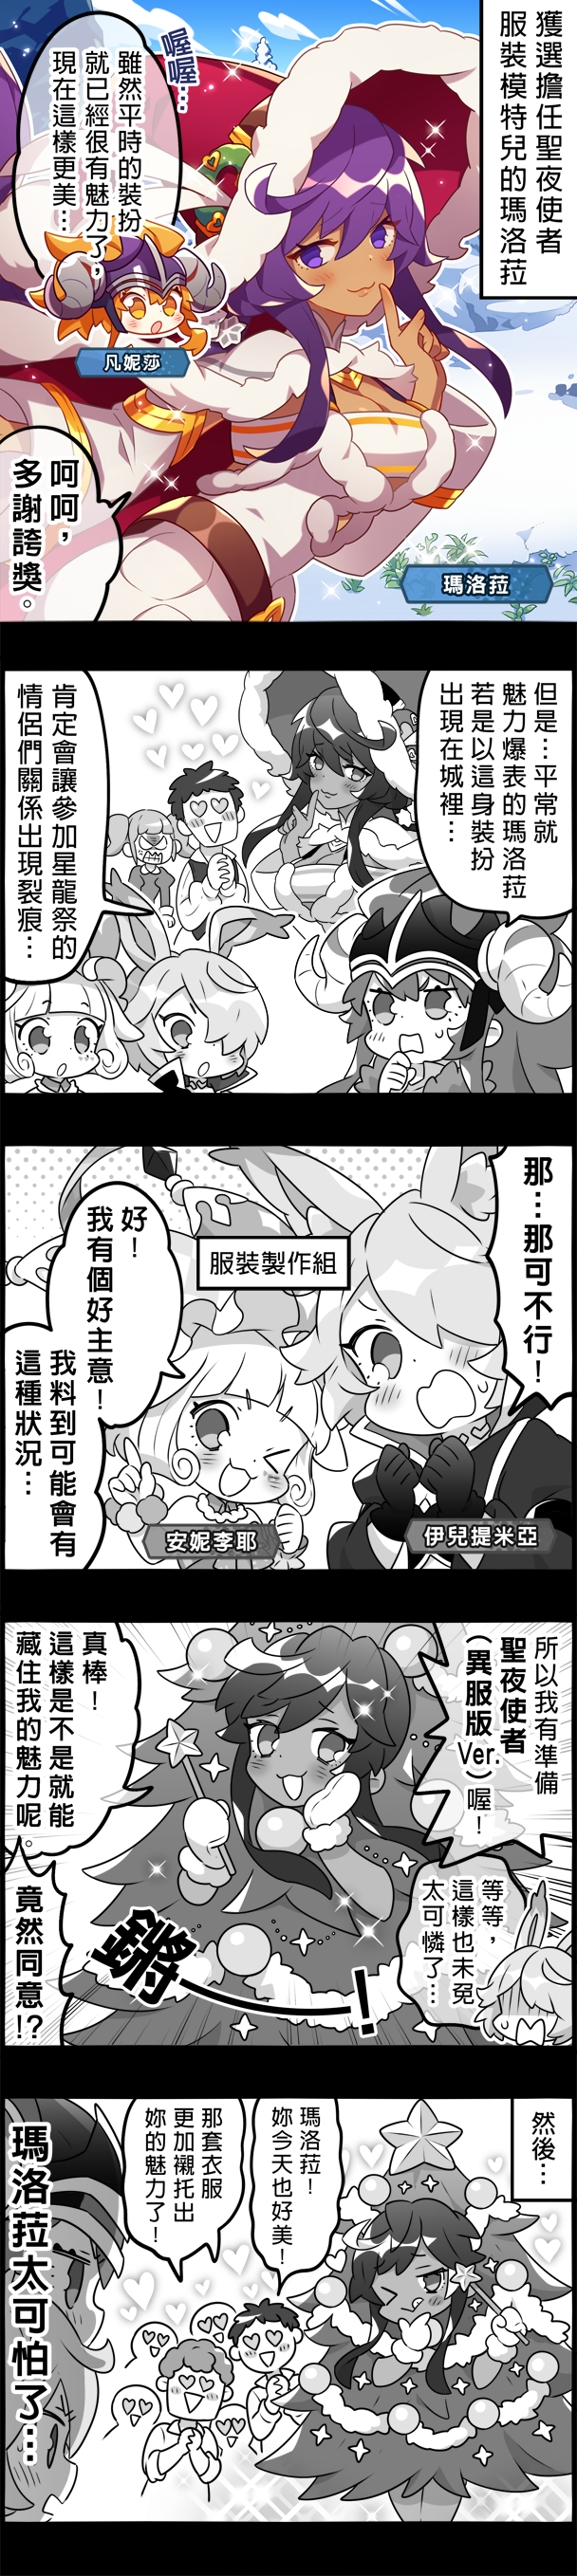 獲選擔任聖夜使者
服裝模特兒的瑪洛菈
喔喔…
雖然平時的裝扮
就已經很有魅力了，
現在這樣更美…
凡妮莎
呵呵，
多謝誇獎。
瑪洛菈
但是…平常就
魅力爆表的瑪洛菈
若是以這身裝扮
出現在城裡…
肯定會讓參加星龍祭的
情侶們關係出現裂痕…
那…那可不行！
服裝製作組
好！
我有個好主意！
我料到可能會有
這種狀況…
伊兒提米亞
安妮李耶
所以我有準備
聖夜使者
（異服版Ver.）喔！
真棒！
這樣是不是就能
藏住我的魅力呢。
等等，
這樣也未免
太可憐了…
鏘——！
竟然同意!?
然後…
瑪洛菈！
妳今天也好美！
那套衣服
更加襯托出
妳的魅力了！
瑪洛菈太可怕了…